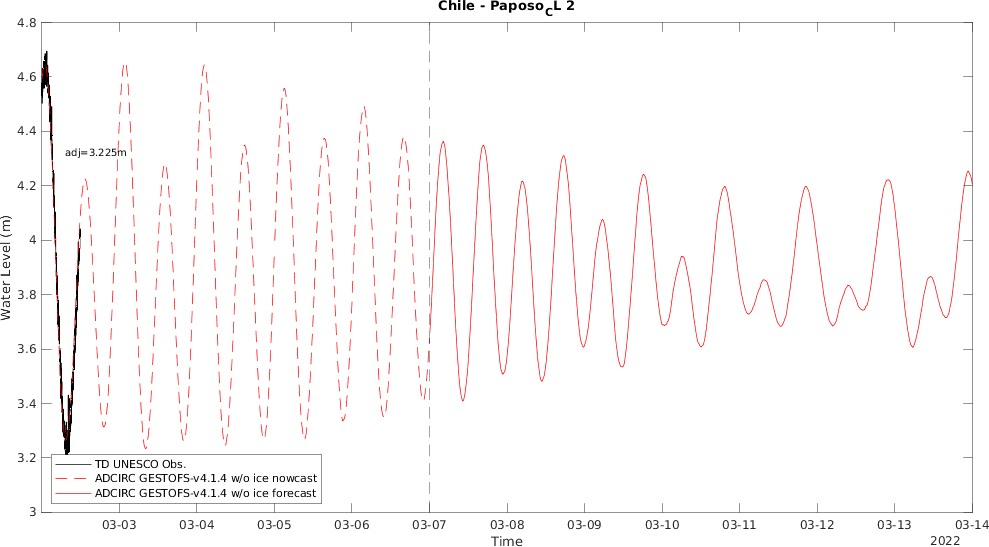 Chile - Paposo_CL 2
Water Level (m)
4.8
4.6
4.4
4.2
4
3.8
3.6
3.4
3.2
3
adj=3.225m
TD UNESCO Obs.
ADCIRC GESTOFS-v4.1.4 w/o ice nowcast
ADCIRC GESTOFS-v4.1.4 w/o ice forecast
03-03 03-04 03-05 03-06 03-07 03-08 03-09 03-10 03-11 03-12 03-13 03-14
Time
2022